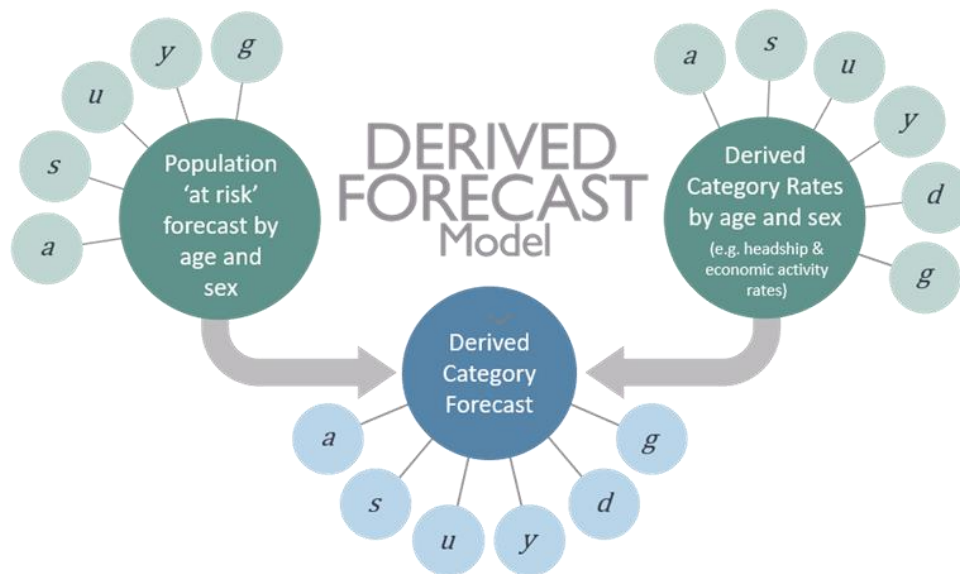 g
y
u
s
a
Population
‘at risk’
forecast by
age and
sex
DERIVED
FORECAST
Model
a
s
u
y
d
g
Derived
Category Rates
by age and sex
(e.g. headship &
economic activity
rates)
Derived
Category
Forecast
a
s
u
y
d
g